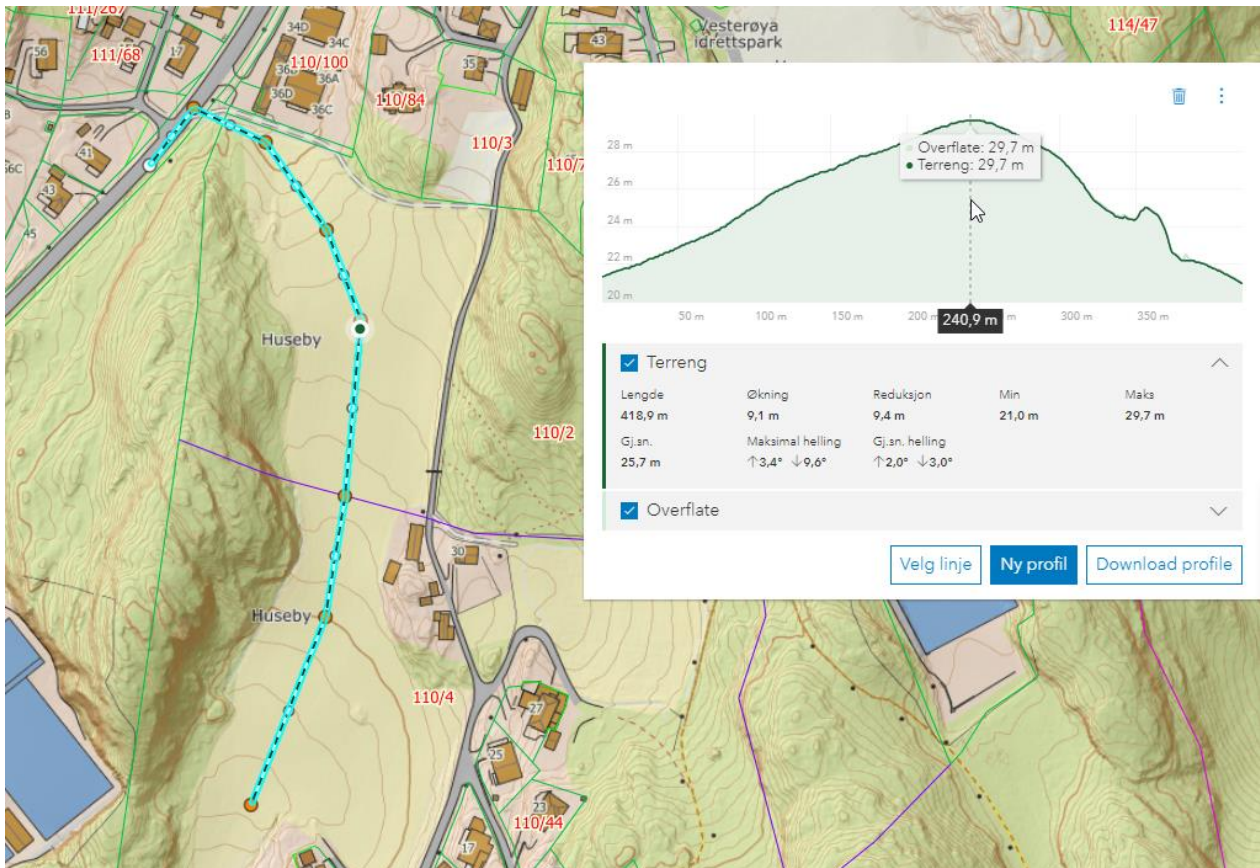 111/267
56
111/68
17
34D
34C
110/100
36D
36A
36C
41
43
45
35
43
110/84
110/3
Vesterøya
idrettspark
114/47
Huseby
110/2
30
Huseby
110/4
27
25
23
110/44
17
28 m
26 m
24 m
22 m
20 m
Overflate: 29,7 m
Terreng: 29,7 m
50 m
100 m
150 m
240,9 m
300 m
350 m
Terreng
Lengde
Økning
Reduksjon
Min
Maks
418,9 m
9,1 m
9,4 m
21,0 m
29,7 m
Gj.sn.
Maksimal helling
Gj.sn. helling
25,7 m
↑3,4° ↓9,6°
↑2,0° ↓3,0°
Overflate
Velg linje
Ny profil
Download profile